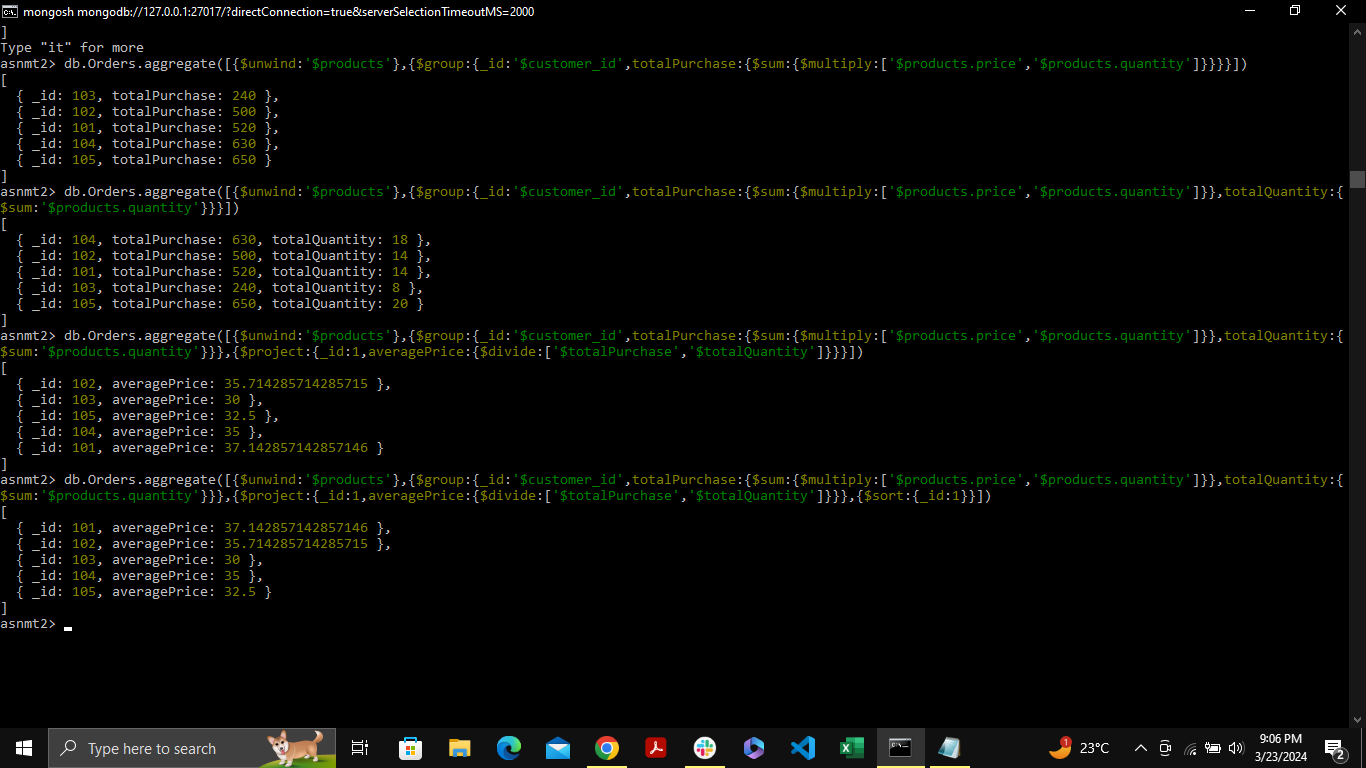 mongosh mongodb://127.0.0.1:27017/?directConnection=true&serverSelectionTimeoutMS=2000
]
Type "it" for more
asnmt2> db.Orders.aggregate([{$unwind:'$products'},{$group:{_id:'$customer_id',totalPurchase:{$sum:{$multiply:['$products.price','$products.quantity']}}}}])
[
  { _id: 103, totalPurchase: 240 },
  { _id: 102, totalPurchase: 500 },
  { _id: 101, totalPurchase: 520 },
  { _id: 104, totalPurchase: 630 },
  { _id: 105, totalPurchase: 650 }
]
asnmt2> db.Orders.aggregate([{$unwind:'$products'},{$group:{_id:'$customer_id',totalPurchase:{$sum:{$multiply:['$products.price','$products.quantity']}},totalQuantity:{
$sum:'$products.quantity'}}}])
[
  { _id: 104, totalPurchase: 630, totalQuantity: 18 },
  { _id: 102, totalPurchase: 500, totalQuantity: 14 },
  { _id: 101, totalPurchase: 520, totalQuantity: 14 },
  { _id: 103, totalPurchase: 240, totalQuantity: 8 },
  { _id: 105, totalPurchase: 650, totalQuantity: 20 }
]
asnmt2> db.Orders.aggregate([{$unwind:'$products'},{$group:{_id:'$customer_id',totalPurchase:{$sum:{$multiply:['$products.price','$products.quantity']}},totalQuantity:{
$sum:'$products.quantity'}}},{$project:{_id:1,averagePrice:{$divide:['$totalPurchase','$totalQuantity']}}}])
[
  { _id: 102, averagePrice: 35.714285714285715 },
  { _id: 103, averagePrice: 30 },
  { _id: 105, averagePrice: 32.5 },
  { _id: 104, averagePrice: 35 },
  { _id: 101, averagePrice: 37.142857142857146 }
]
asnmt2> db.Orders.aggregate([{$unwind:'$products'},{$group:{_id:'$customer_id',totalPurchase:{$sum:{$multiply:['$products.price','$products.quantity']}},totalQuantity:{
$sum:'$products.quantity'}}},{$project:{_id:1,averagePrice:{$divide:['$totalPurchase','$totalQuantity']}}},{$sort:{_id:1}}])
[
  { _id: 101, averagePrice: 37.142857142857146 },
  { _id: 102, averagePrice: 35.714285714285715 },
  { _id: 103, averagePrice: 30 },
  { _id: 104, averagePrice: 35 },
  { _id: 105, averagePrice: 32.5 }
]
asnmt2>
Type here to search
1
23°C
9:06 PM
3/23/2024
2